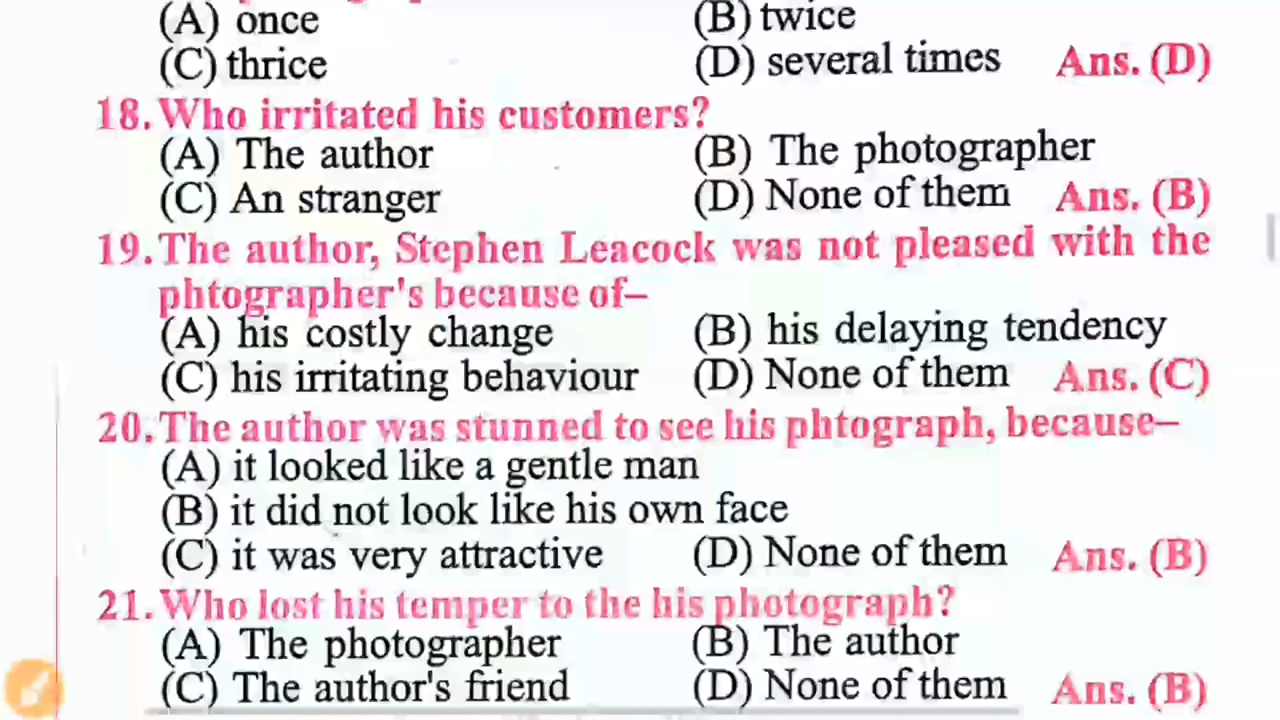 (A) once (B) twice
(C) thrice (D) several times Ans. (D)
18. Who irritated his customers?
(A) The author (B) The photographer
(C) An stranger (D) None of them Ans. (B)
19. The author, Stephen Leacock was not pleased with the
phtographer's because of–
(A) his costly change (B) his delaying tendency
(C) his irritating behaviour (D) None of them Ans. (C)
20. The author was stunned to see his phtograph, because–
(A) it looked like a gentle man
(B) it did not look like his own face
(C) it was very attractive (D) None of them Ans. (B)
21. Who lost his temper to the his photograph?
(A) The photographer (B) The author
(C) The author's friend (D) None of them Ans. (B)